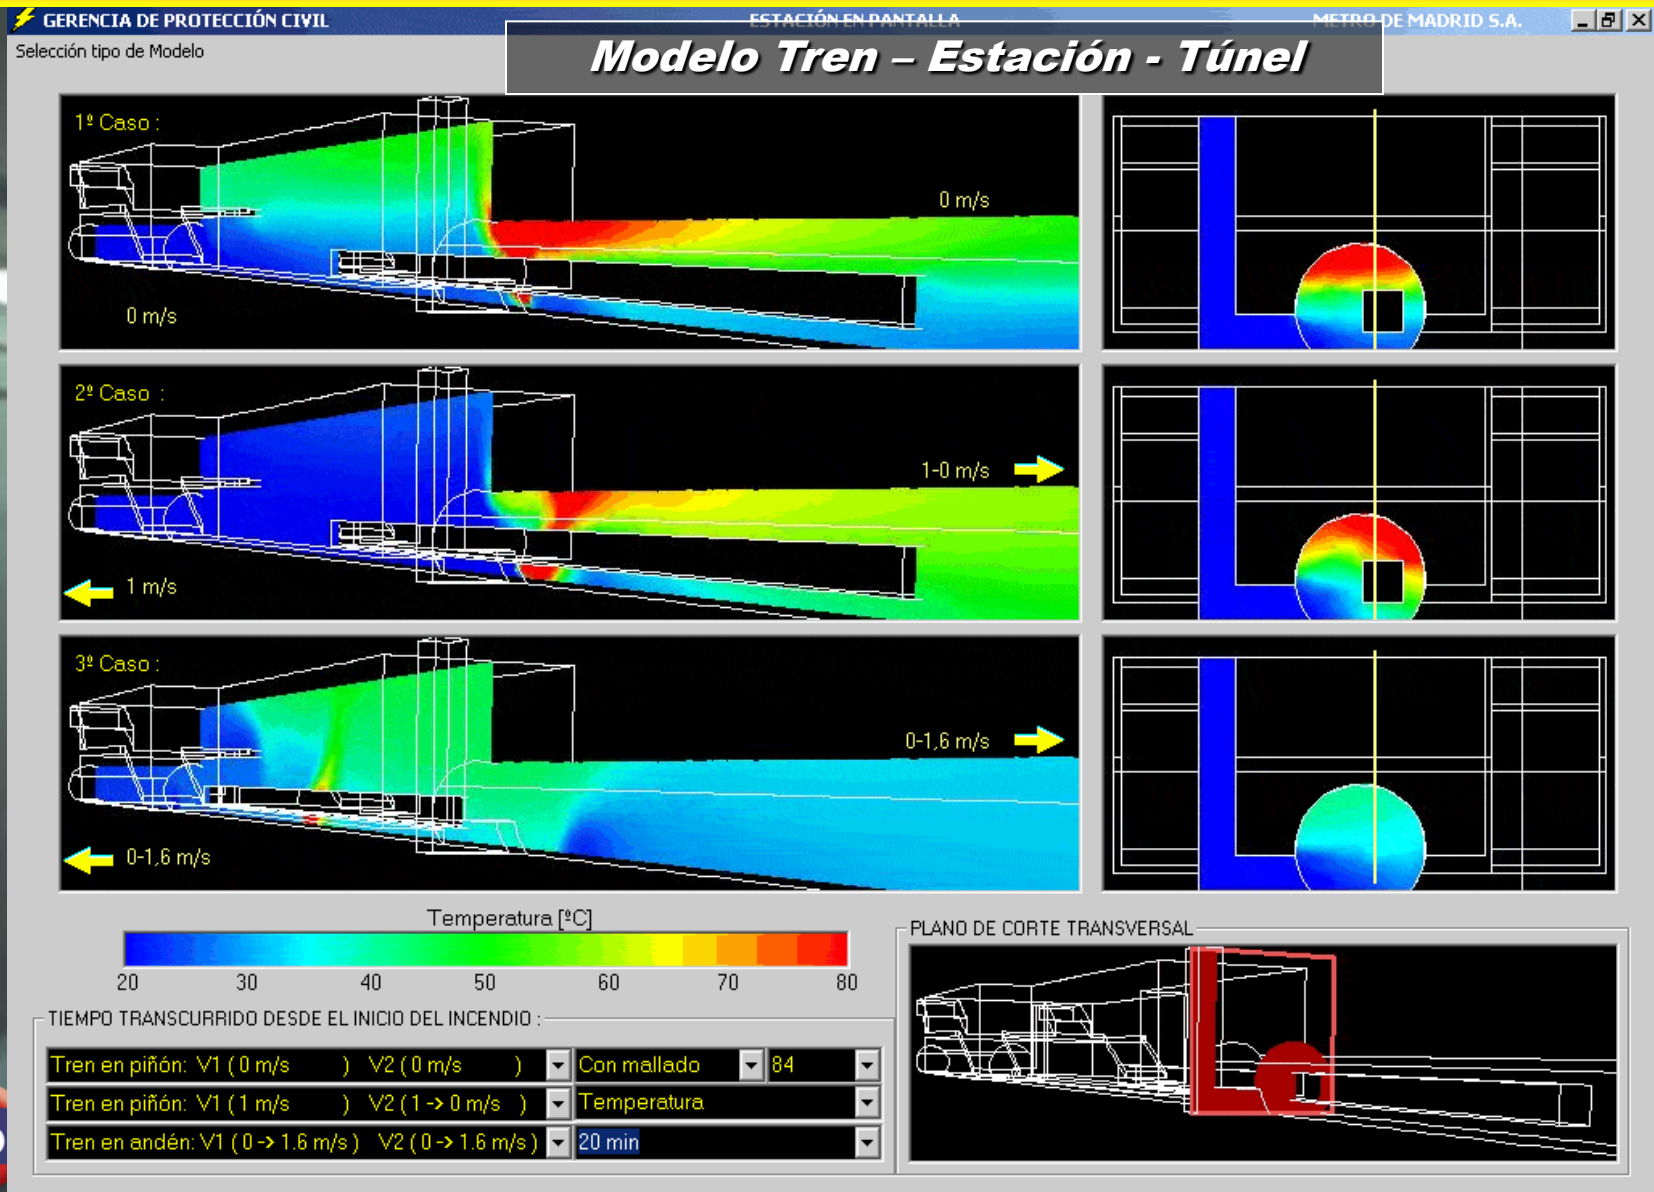 GERENCIA DE PROTECCIÓN CIVIL ESTACIÓN EN PANTALLA METRO DE MADRID S.A.
Selección tipo de Modelo
Modelo Tren – Estación - Túnel
1º Caso :
0 m/s
0 m/s
2º Caso :
1-0 m/s
1 m/s
3º Caso :
0-1,6 m/s
0-1,6 m/s
Temperatura [ºC]
20 30 40 50 60 70 80
PLANO DE CORTE TRANSVERSAL
TIEMPO TRANSCURRIDO DESDE EL INICIO DEL INCENDIO :
Tren en piñón: V1 ( 0 m/s ) V2 ( 0 m/s ) Con mallado 84
Tren en piñón: V1 ( 1 m/s ) V2 ( 1 -> 0 m/s ) Temperatura
Tren en andén: V1 ( 0 -> 1.6 m/s ) V2 ( 0 -> 1.6 m/s ) 20 min